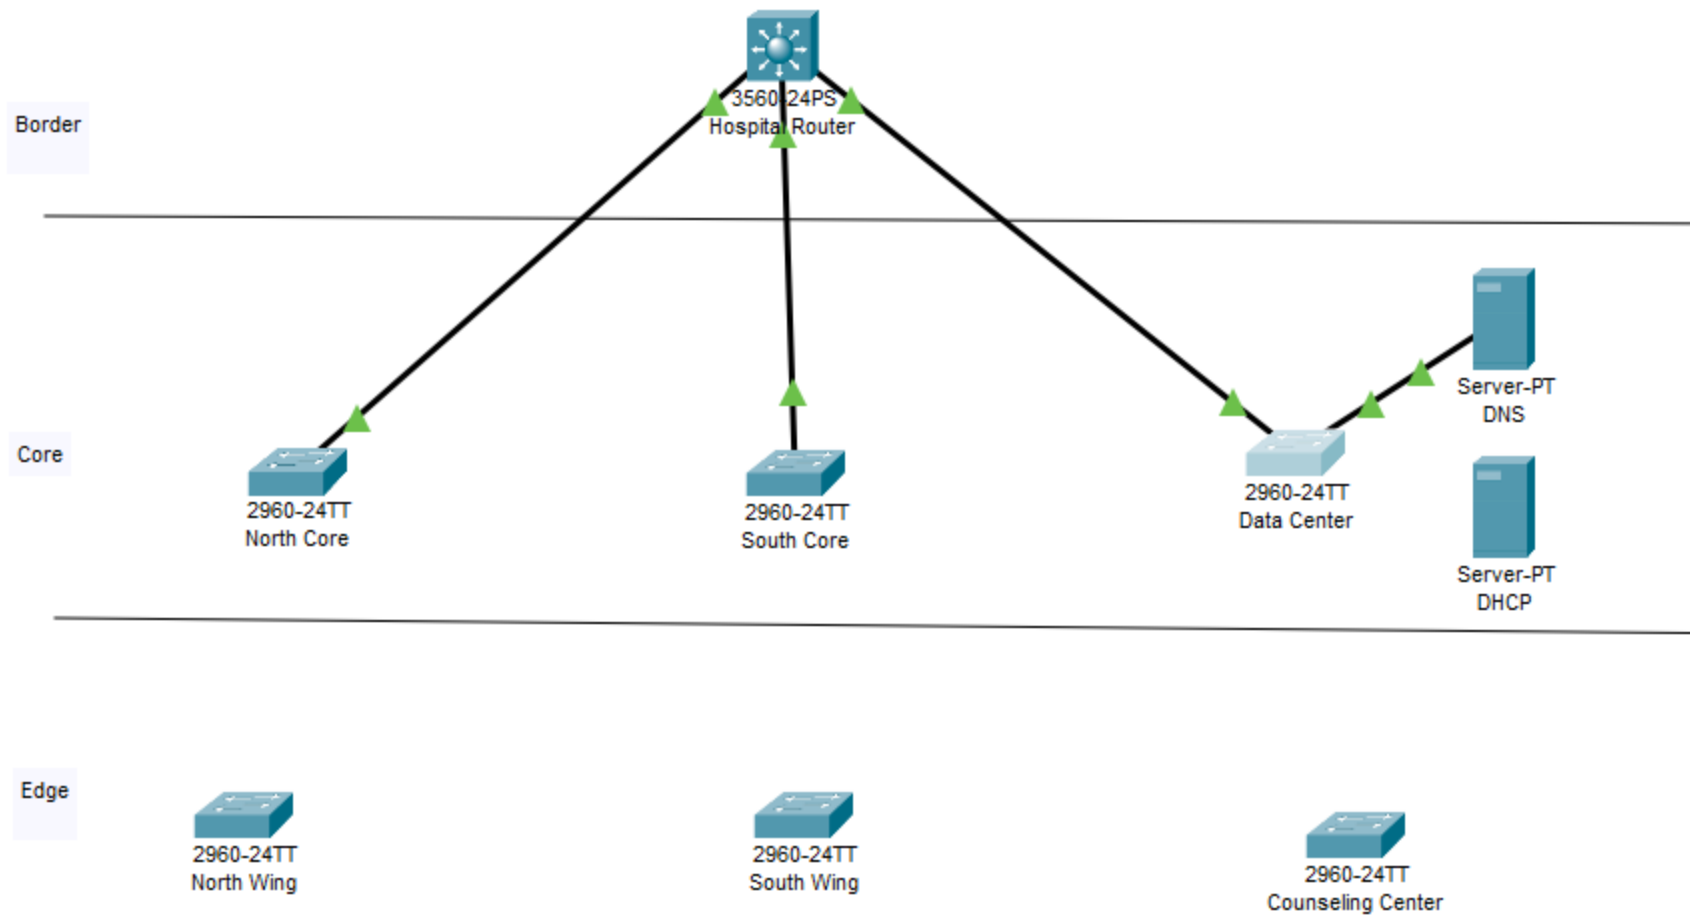 3560-24PS
Hospital Router
Border
Server-PT
DNS
Core
2960-24TT
North Core
2960-24TT
South Core
2960-24TT
Data Center
Server-PT
DHCP
Edge
2960-24TT
North Wing
2960-24TT
South Wing
2960-24TT
Counseling Center